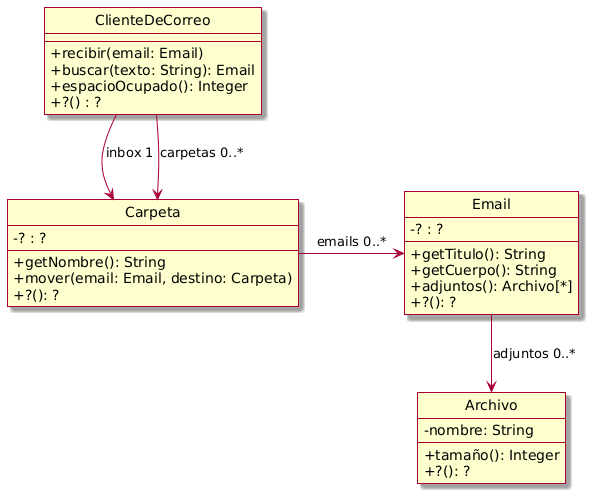 ClienteDeCorreo
+recibir(email: Email)
+buscar(texto: String): Email
+espacioOcupado(): Integer
+?() : ?
inbox 1
carpetas 0..*
Carpeta
-? : ?
+getNombre(): String
+mover(email: Email, destino: Carpeta)
+?(): ?
emails 0..*
Email
-? : ?
+getTitulo(): String
+getCuerpo(): String
+adjuntos(): Archivo[*]
+?(): ?
adjuntos 0..*
Archivo
-nombre: String
+tamaño(): Integer
+?(): ?